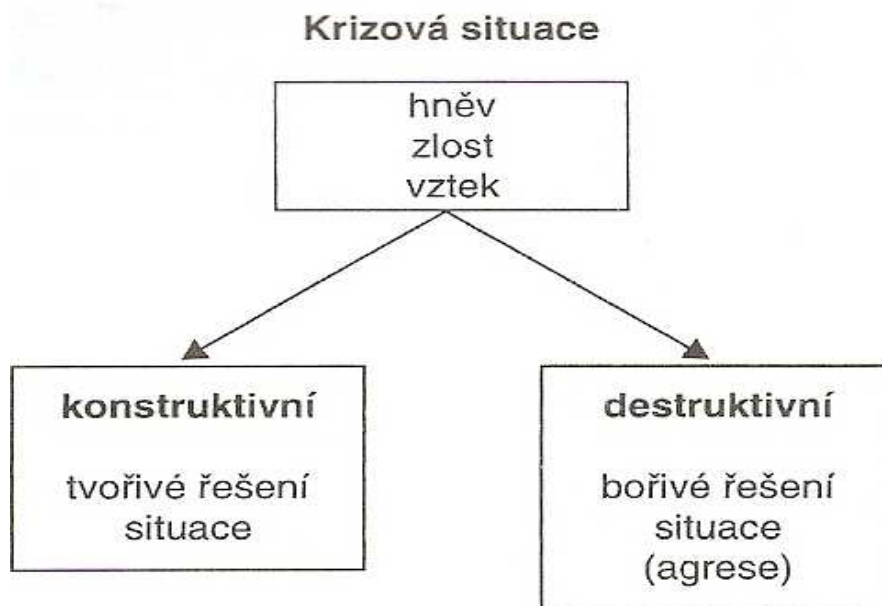 Krizová situace
hněv
zlost
vztek
konstruktivní
tvořivé řešení
situace
destruktivní
bořivé řešení
situace
(agrese)